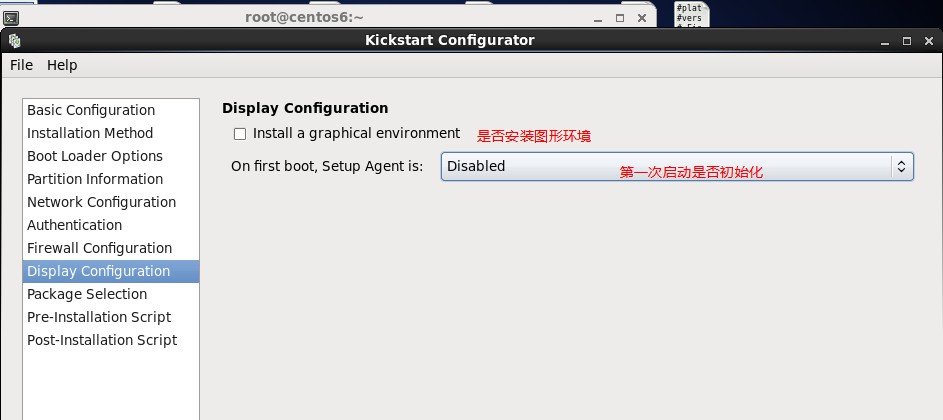 root@centos6:~
#plat
#vers
Kickstart Configurator
File Help
Basic Configuration
Installation Method
Boot Loader Options
Partition Information
Network Configuration
Authentication
Firewall Configuration
Display Configuration
Package Selection
Pre-Installation Script
Post-Installation Script
Display Configuration
Install a graphical environment 是否安装图形环境
On first boot, Setup Agent is: Disabled 第一次启动是否初始化